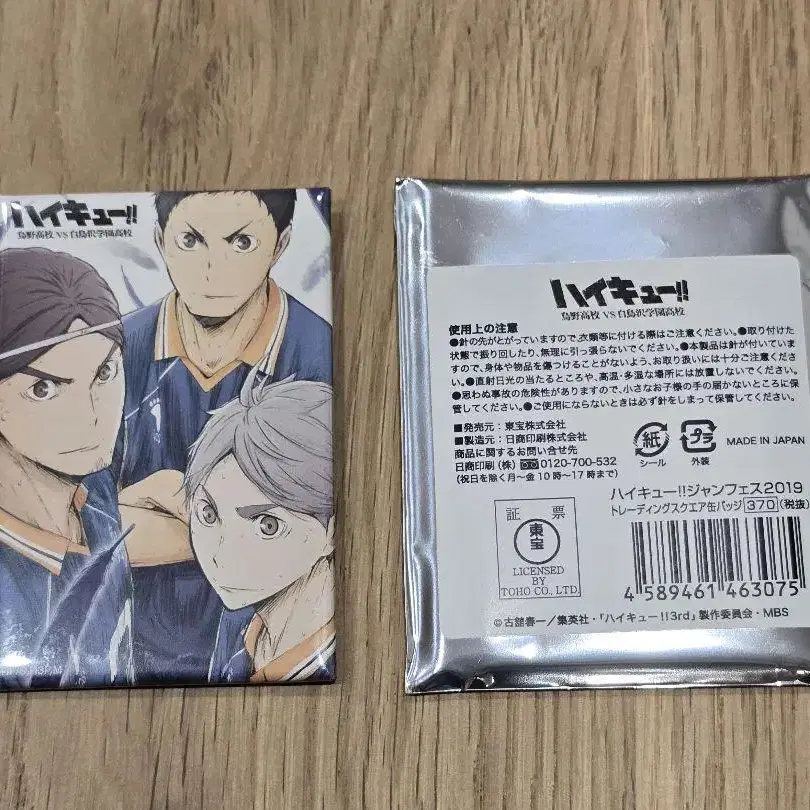 ハイキュー!!
烏野高校 VS 白鳥沢学園高校
ハイキュー!!
烏野高校 VS 白鳥沢学園高校
使用上の注意
●針の先がとがっていますので、衣類等に付ける際はご注意ください。●取り付けた
状態で振り回したり、無理に引っ張らないでください。●本製品は針が付いています
ので、身体や物品を傷つけることがないよう、お取り扱いには十分ご注意ください。
●直射日光の当たるところや、高温・多湿な場所には放置しないでください。
●思わぬ事故の危険性がありますので、小さなお子様の手の届かないところに保
管してください。●ご使用にならないときは必ず針をしまって保管してください。
■発売元：東宝株式会社
■製造元：日商印刷株式会社
商品に関するお問い合せ先
日商印刷（株）0120-700-532
(祝日を除く月〜金 10時〜17時まで)
紙
シール
プラ
外装
MADE IN JAPAN
ハイキュー!!ジャンフェス2019
トレーディングスクエア缶バッジ 370 (税抜)
証票
東宝
LICENSED
BY
TOHO CO., LTD.
4 589461 463075
©古舘春一／集英社・「ハイキュー!!3rd」製作委員会・MBS